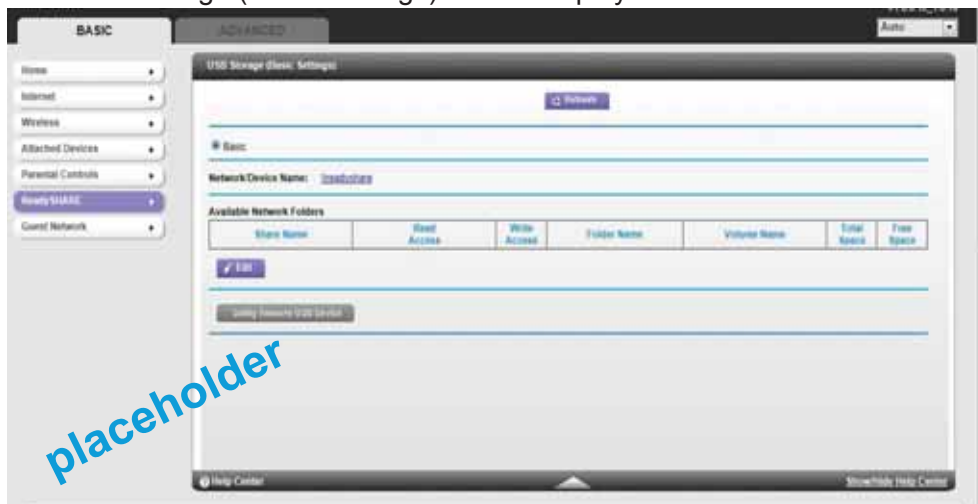 BASIC
ADVANCED
Auto
USB Storage (Basic Settings)
Home
Internet
Wireless
Attached Devices
Parental Controls
ReadySHARE
Guest Network
Refresh
Basic
Network/Device Name: \\readyshare
Available Network Folders
Share Name Read Access Write Access Folder Name Volume Name Total Space Free Space
Edit
Safely Remove USB Device
placeholder
Help Center Show/Hide Help Center